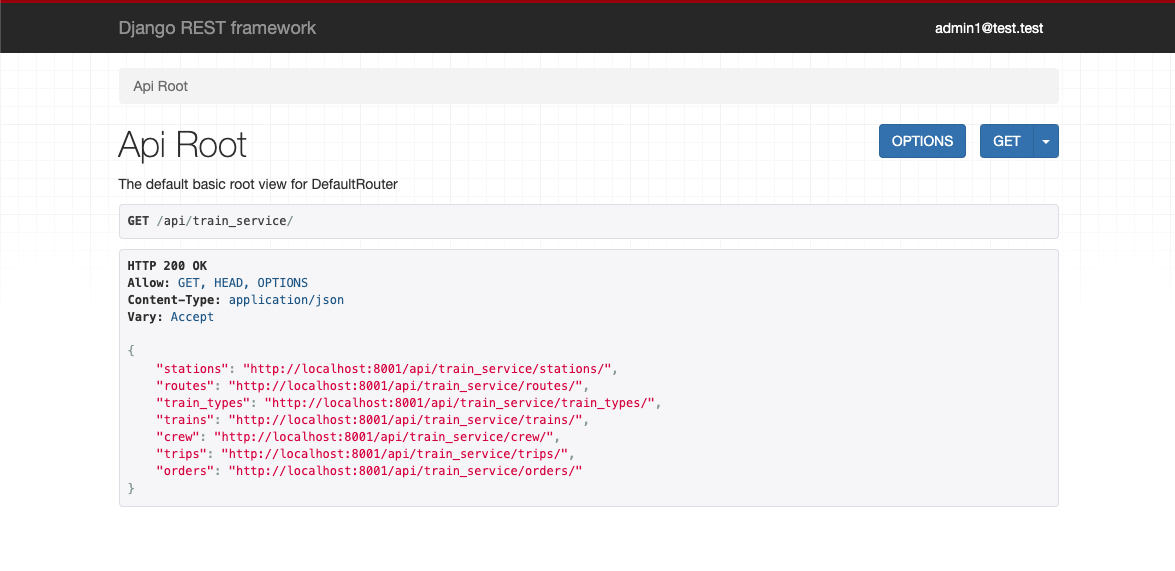 Django REST framework
admin1@test.test
Api Root
Api Root
OPTIONS
GET
The default basic root view for DefaultRouter
GET /api/train_service/
HTTP 200 OK
Allow: GET, HEAD, OPTIONS
Content-Type: application/json
Vary: Accept
{
    "stations": "http://localhost:8001/api/train_service/stations/",
    "routes": "http://localhost:8001/api/train_service/routes/",
    "train_types": "http://localhost:8001/api/train_service/train_types/",
    "trains": "http://localhost:8001/api/train_service/trains/",
    "crew": "http://localhost:8001/api/train_service/crew/",
    "trips": "http://localhost:8001/api/train_service/trips/",
    "orders": "http://localhost:8001/api/train_service/orders/"
}